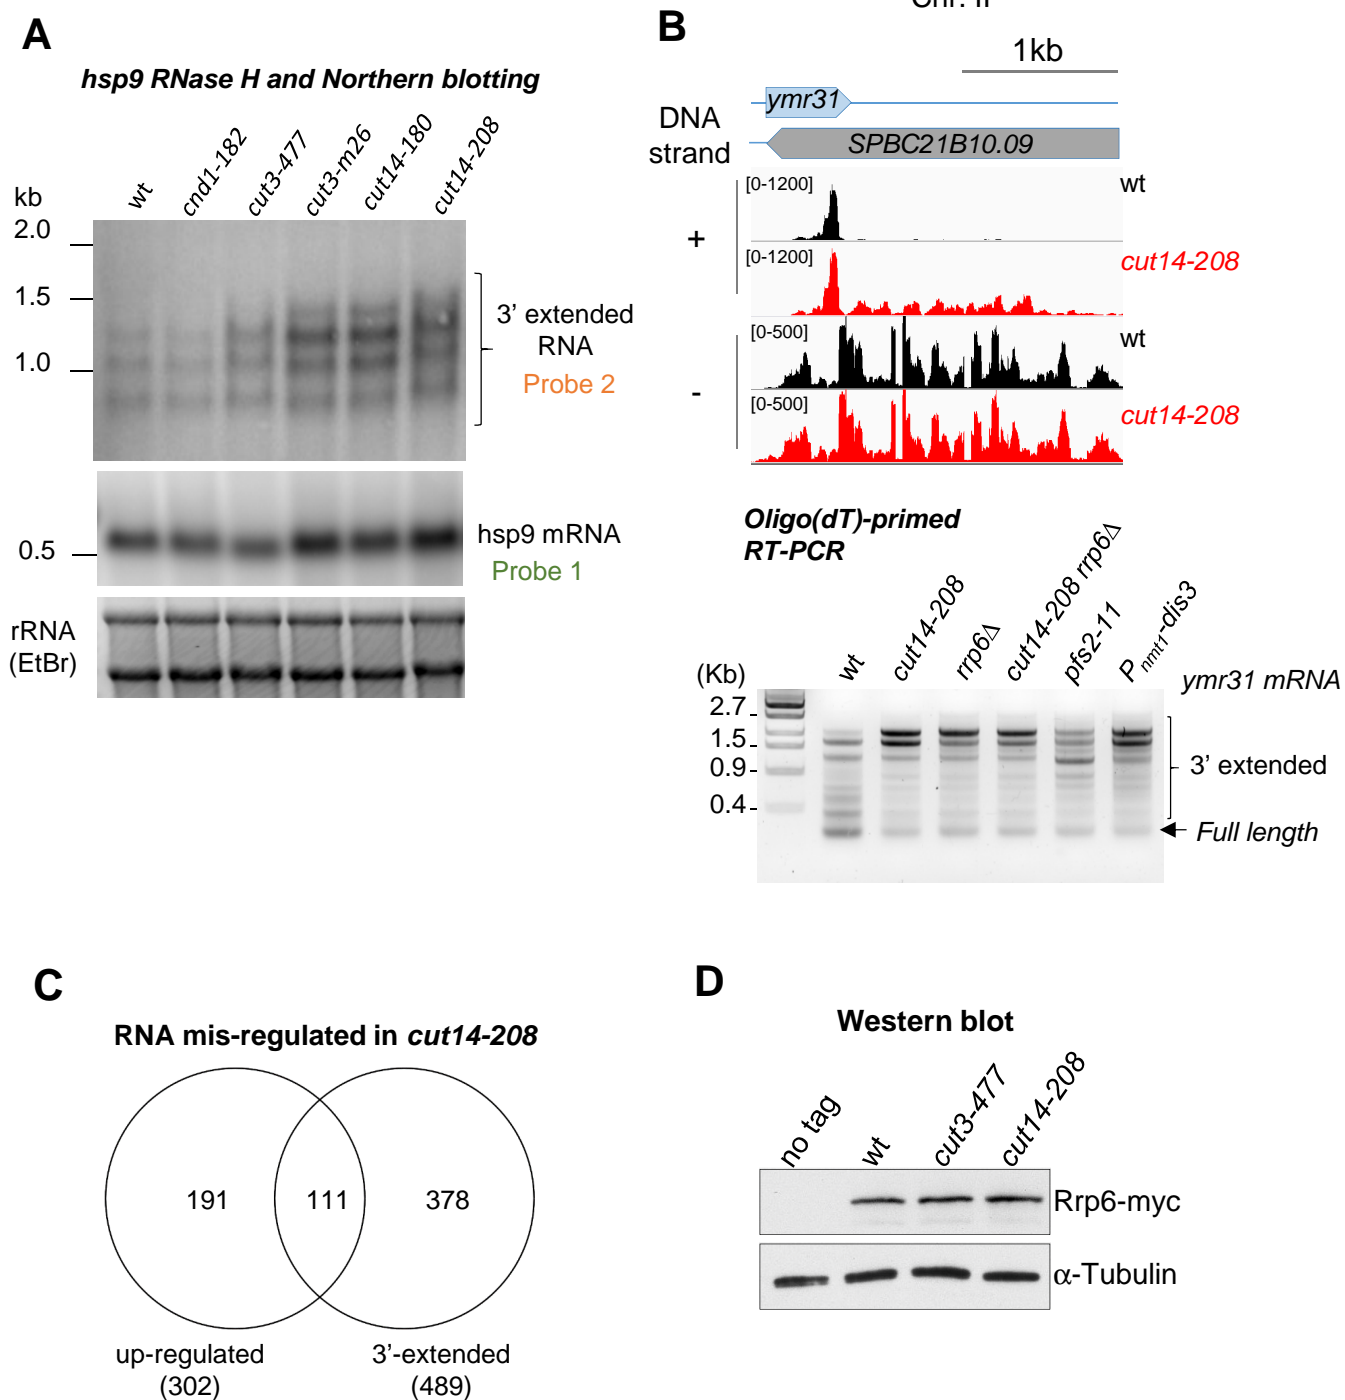 A
hsp9 RNase H and Northern blotting
wt
cnd1-182
cut3-477
cut3-m26
cut14-180
cut14-208
kb
2.0
1.5
1.0
3’ extended
RNA
Probe 2
0.5
hsp9 mRNA
Probe 1
rRNA
(EtBr)
B
1kb
ymr31
DNA
strand
SPBC21B10.09
[0-1200]
wt
+
[0-1200]
cut14-208
[0-500]
wt
-
[0-500]
cut14-208
Oligo(dT)-primed
RT-PCR
wt
cut14-208
rrp6Δ
cut14-208 rrp6Δ
pfs2-11
Pnmt1-dis3
(Kb)
ymr31 mRNA
2.7
1.5
0.9
0.4
3’ extended
Full length
C
RNA mis-regulated in cut14-208
191
111
378
up-regulated
(302)
3’-extended
(489)
D
Western blot
no tag
wt
cut3-477
cut14-208
Rrp6-myc
α-Tubulin